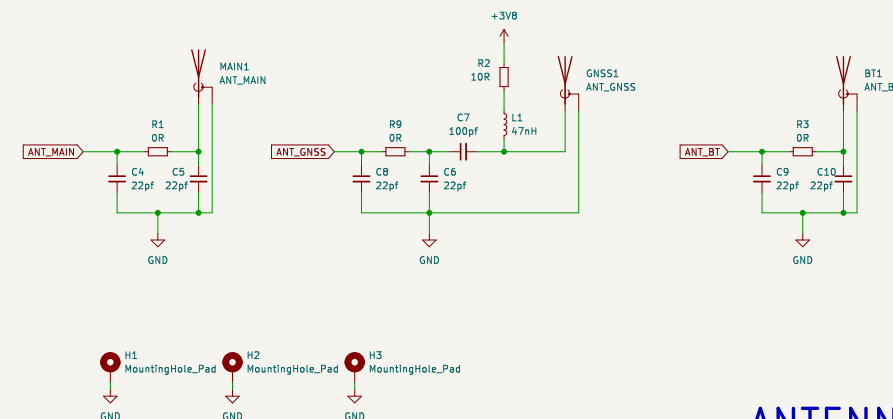 +3V8
MAIN1
ANT_MAIN
R2
10R
GNSS1
ANT_GNSS
BT1
ANT_B
R1
0R
R9
0R
C7
100pf
L1
47nH
R3
0R
ANT_MAIN
ANT_GNSS
ANT_BT
C4
22pf
C5
22pf
C8
22pf
C6
22pf
C9
22pf
C10
22pf
GND
GND
GND
H1
MountingHole_Pad
H2
MountingHole_Pad
H3
MountingHole_Pad
GND
GND
GND
ANTENN